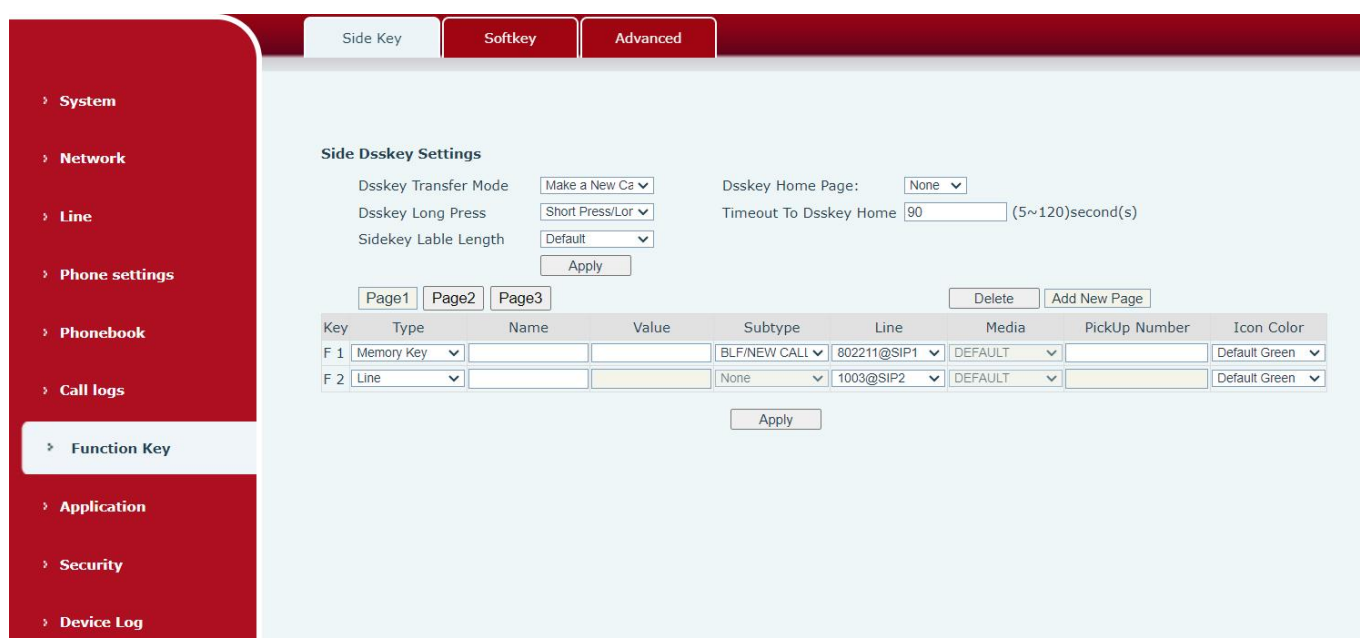 Side Key Softkey Advanced
System
Network
Line
Phone settings
Phonebook
Call logs
Function Key
Application
Security
Device Log
Side Dsskey Settings
Dsskey Transfer Mode Make a New Ca Dsskey Home Page: None
Dsskey Long Press Short Press/Lor Timeout To Dsskey Home 90 (5~120)second(s)
Sidekey Lable Length Default
Apply
Page1 Page2 Page3 Delete Add New Page
Key Type Name Value Subtype Line Media PickUp Number Icon Color
F 1 Memory Key BLF/NEW CALL 802211@SIP1 DEFAULT Default Green
F 2 Line None 1003@SIP2 DEFAULT Default Green
Apply